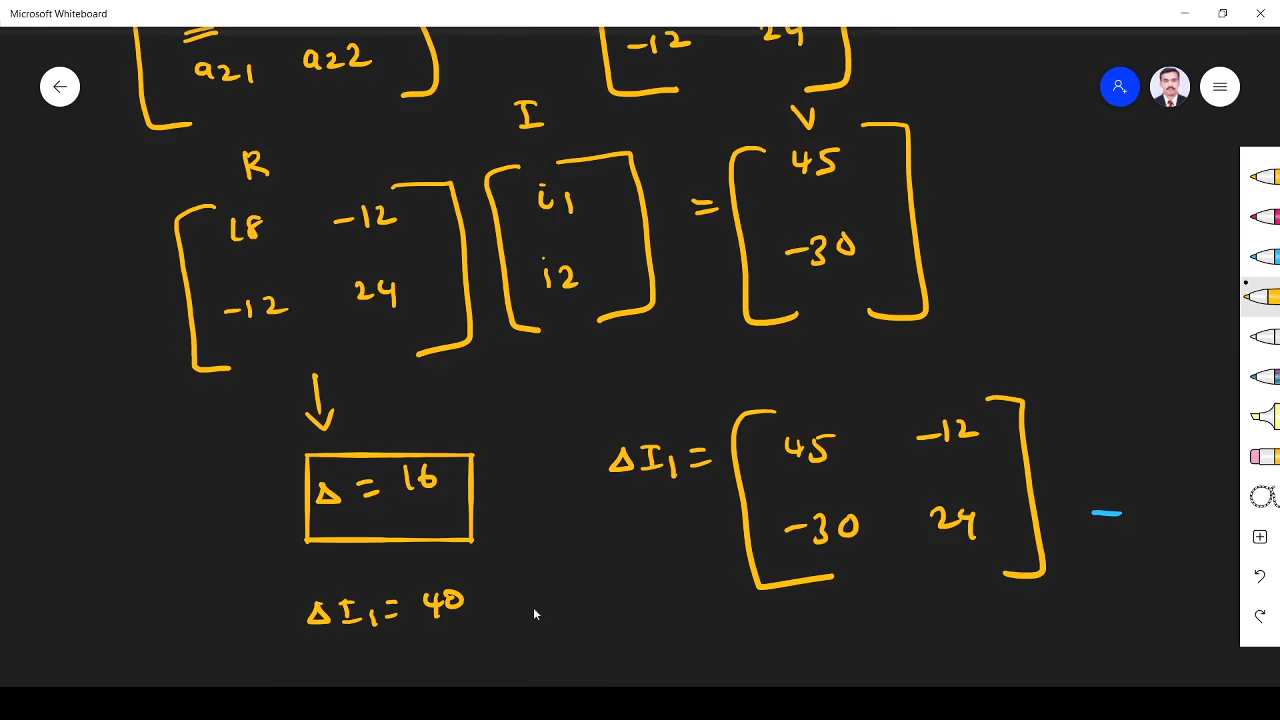 Microsoft Whiteboard
a21 a22
-12 24
R I V
18 -12
-12 24
i1
i2
=
45
-30
Δ = 16
ΔI1 = 40
ΔI1 =
45 -12
-30 24
-